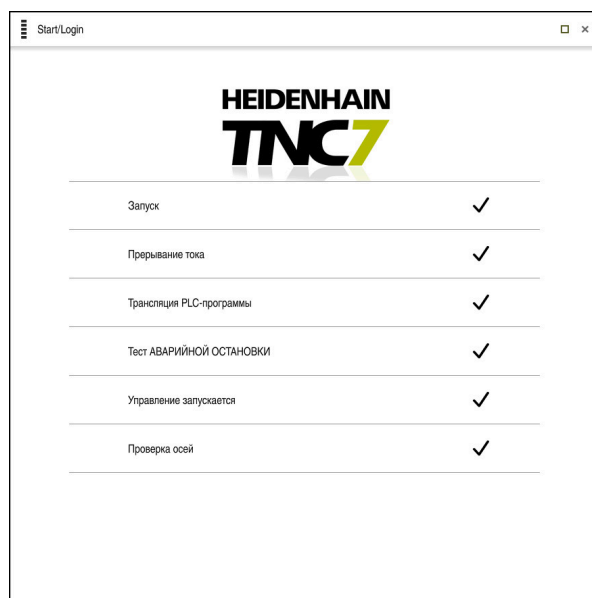 Start/Login
HEIDENHAIN
TNC7
Запуск
Прерывание тока
Трансляция PLC-программы
Тест АВАРИЙНОЙ ОСТАНОВКИ
Управление запускается
Проверка осей